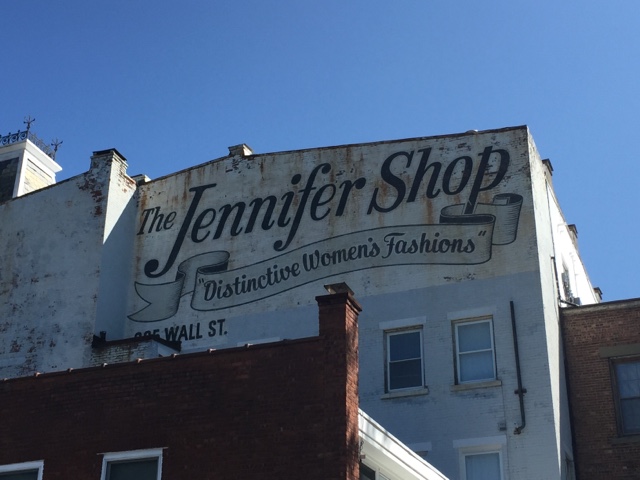 The Jennifer Shop
"Distinctive Women's Fashions"
WALL ST.